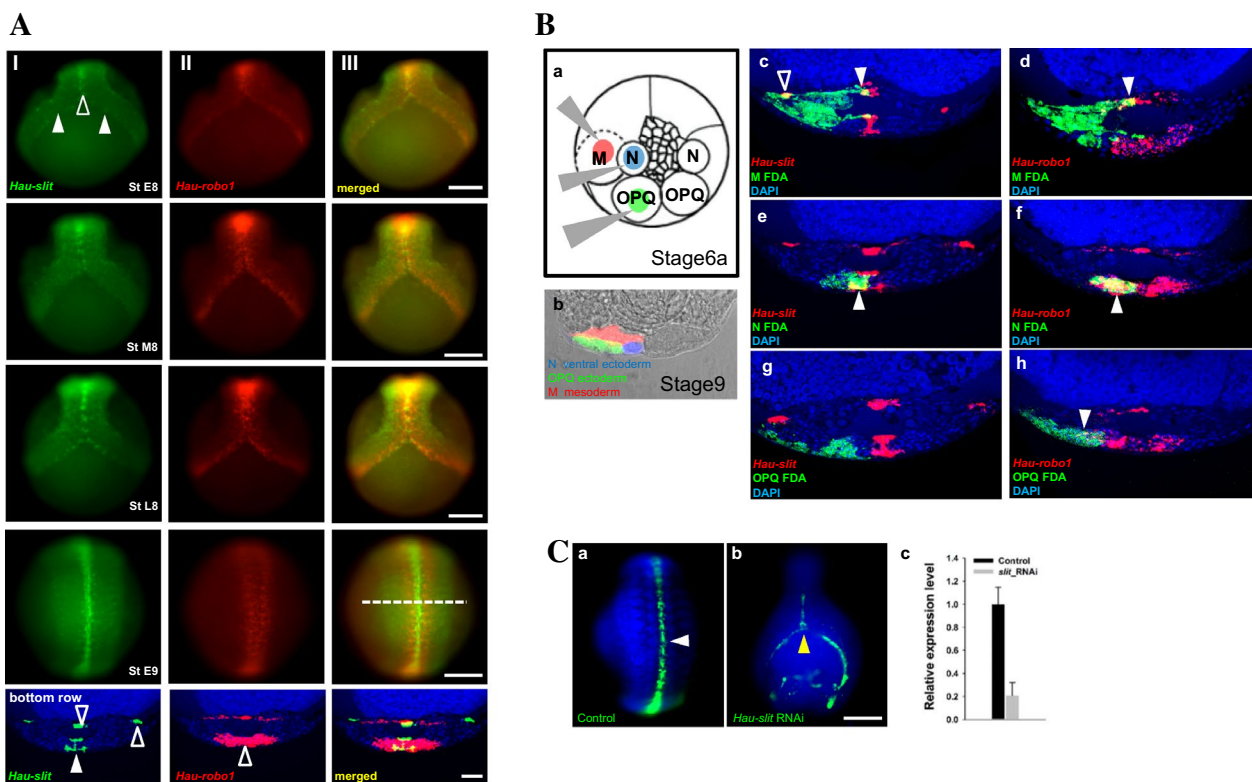 A
I
II
III
Hau-slit
St E8
Hau-robo1
merged
St M8
St L8
St E9
bottom row
Hau-slit
Hau-robo1
merged
B
a
M
N
N
OPQ
OPQ
Stage6a
b
N ventral ectoderm
OPQ ectoderm
M mesoderm
Stage9
c
Hau-slit
M FDA
DAPI
d
Hau-robo1
M FDA
DAPI
e
Hau-slit
N FDA
DAPI
f
Hau-robo1
N FDA
DAPI
g
Hau-slit
OPQ FDA
DAPI
h
Hau-robo1
OPQ FDA
DAPI
C
a
Control
b
Hau-slit RNAi
c
Relative expression level
1.4
1.2
1.0
0.8
0.6
0.4
0.2
0.0
Control
slit_RNAi